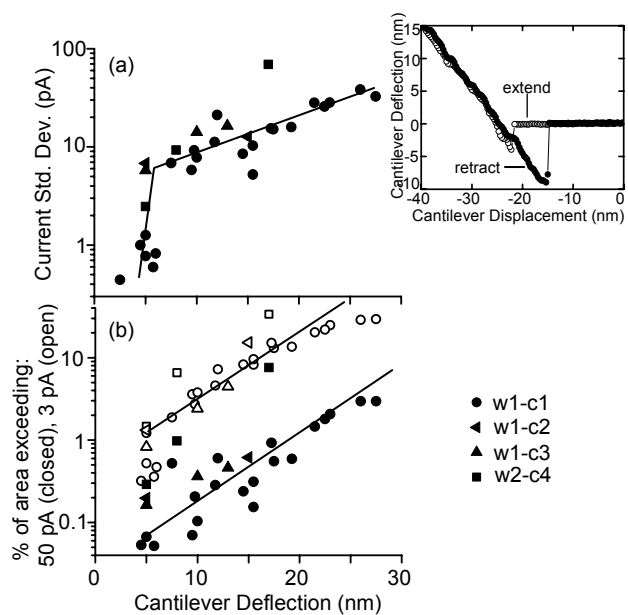 (a)
Current Std. Dev. (pA)
100
10
1
Cantilever Deflection (nm)
15
10
5
0
-5
€10
extend
retract
-40 -30 -20 -10 0
Cantilever Displacement (nm)
(b)
% of area exceeding:
50 pA (closed), 3 pA (open)
10
1
0.1
0 10 20 30
Cantilever Deflection (nm)
w1-c1
w1-c2
w1-c3
w2-c4